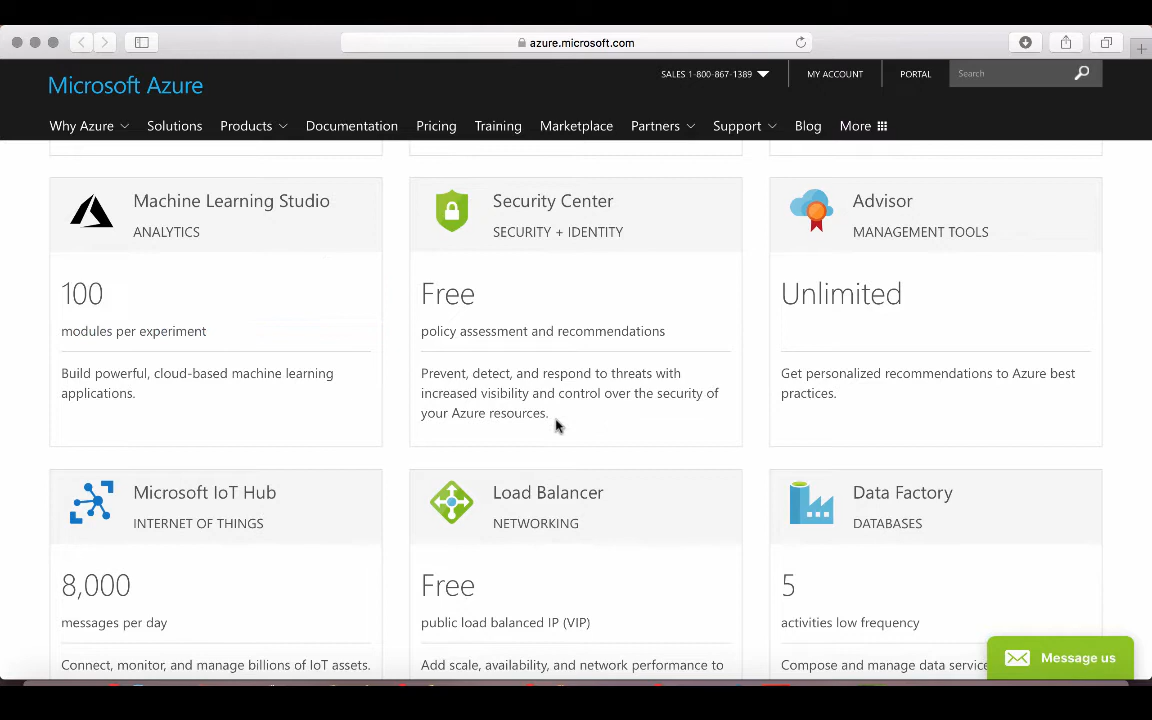 azure.microsoft.com
Microsoft Azure
SALES 1-800-867-1389
MY ACCOUNT
PORTAL
Search
Why Azure
Solutions
Products
Documentation
Pricing
Training
Marketplace
Partners
Support
Blog
More
Machine Learning Studio
ANALYTICS
100
modules per experiment
Build powerful, cloud-based machine learning
applications.
Security Center
SECURITY + IDENTITY
Free
policy assessment and recommendations
Prevent, detect, and respond to threats with
increased visibility and control over the security of
your Azure resources.
Advisor
MANAGEMENT TOOLS
Unlimited
Get personalized recommendations to Azure best
practices.
Microsoft IoT Hub
INTERNET OF THINGS
8,000
messages per day
Connect, monitor, and manage billions of IoT assets.
Load Balancer
NETWORKING
Free
public load balanced IP (VIP)
Add scale, availability, and network performance to
Data Factory
DATABASES
5
activities low frequency
Compose and manage data service
Message us